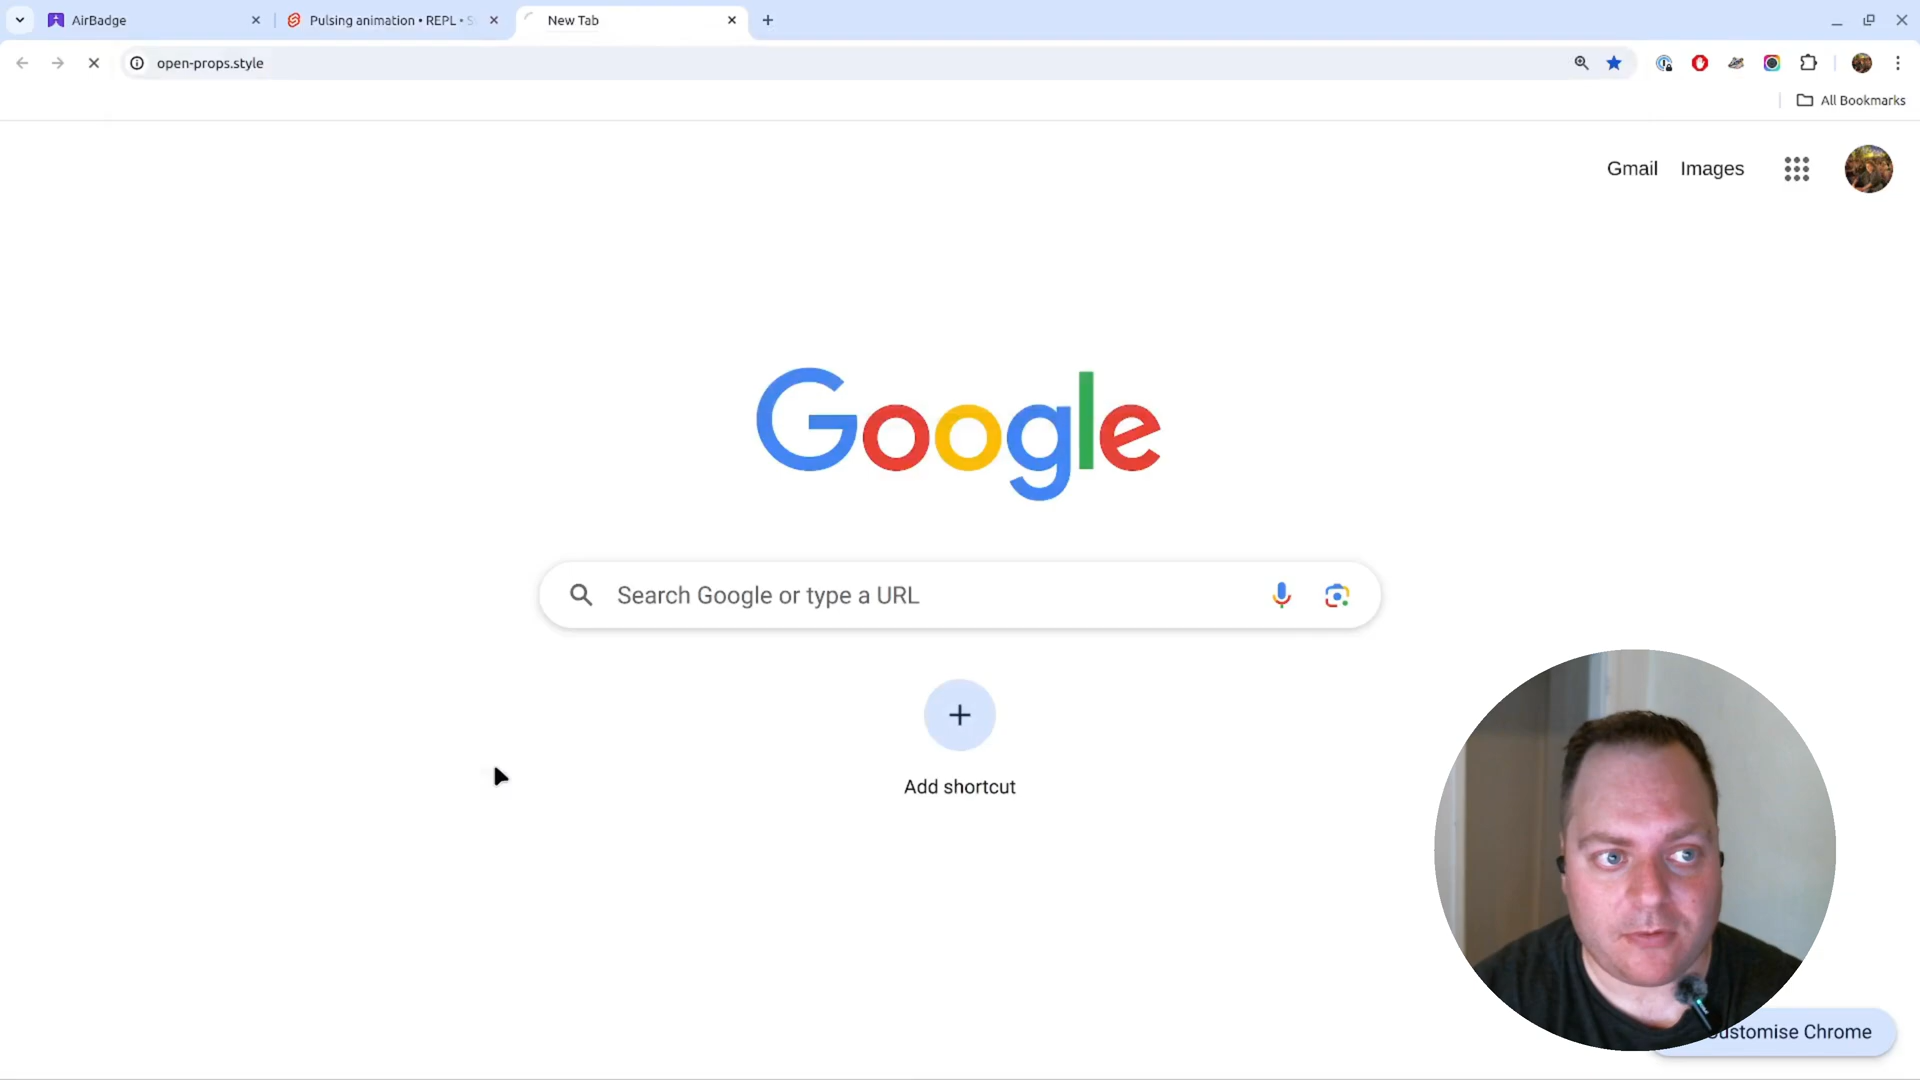 AirBadge
Pulsing animation • REPL •
New Tab
open-props.style
All Bookmarks
Gmail
Images
Google
Search Google or type a URL
Add shortcut
ustomise Chrome